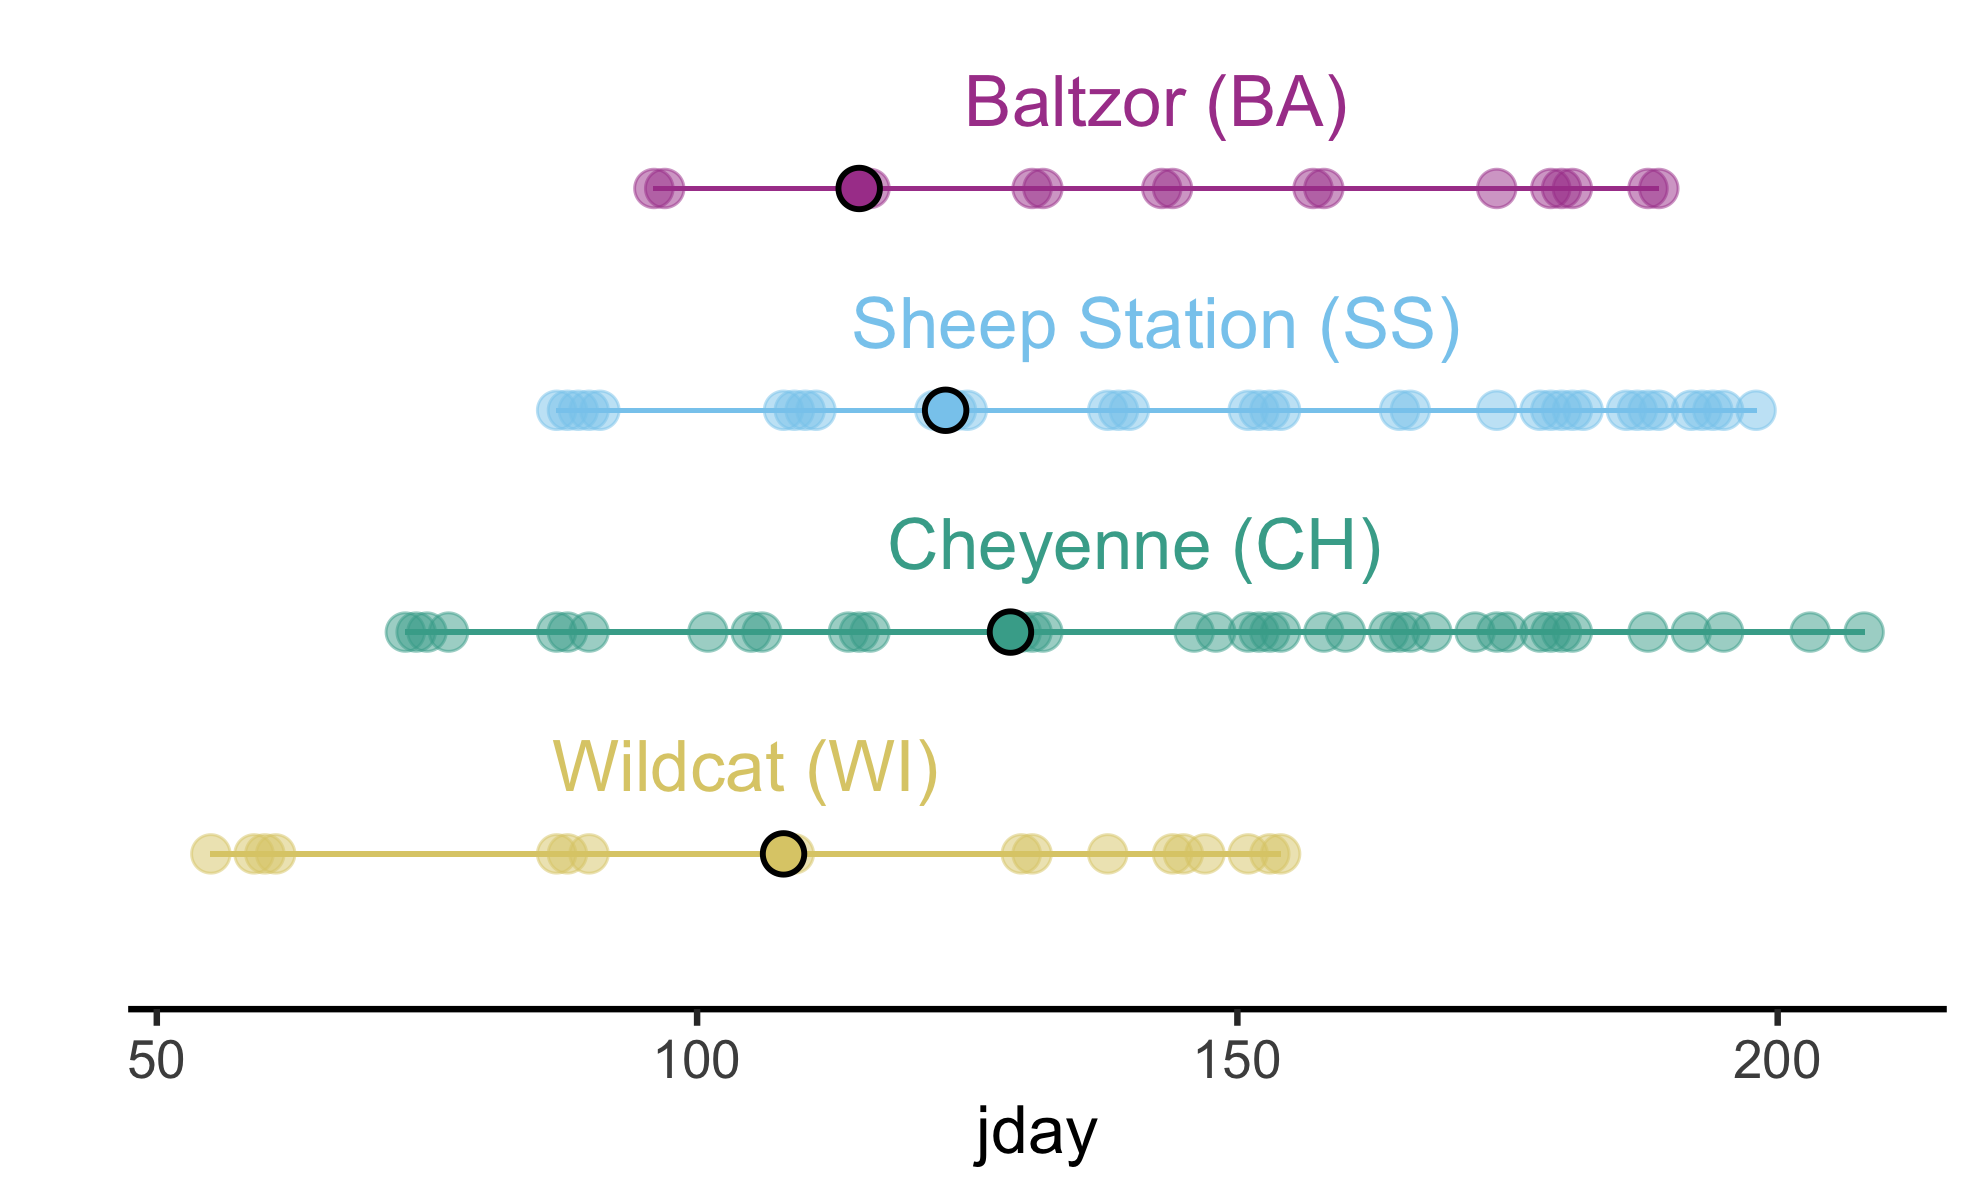 Baltzor (BA)
Sheep Station (SS)
Cheyenne (CH)
Wildcat (WI)
50 100 150 200
jday